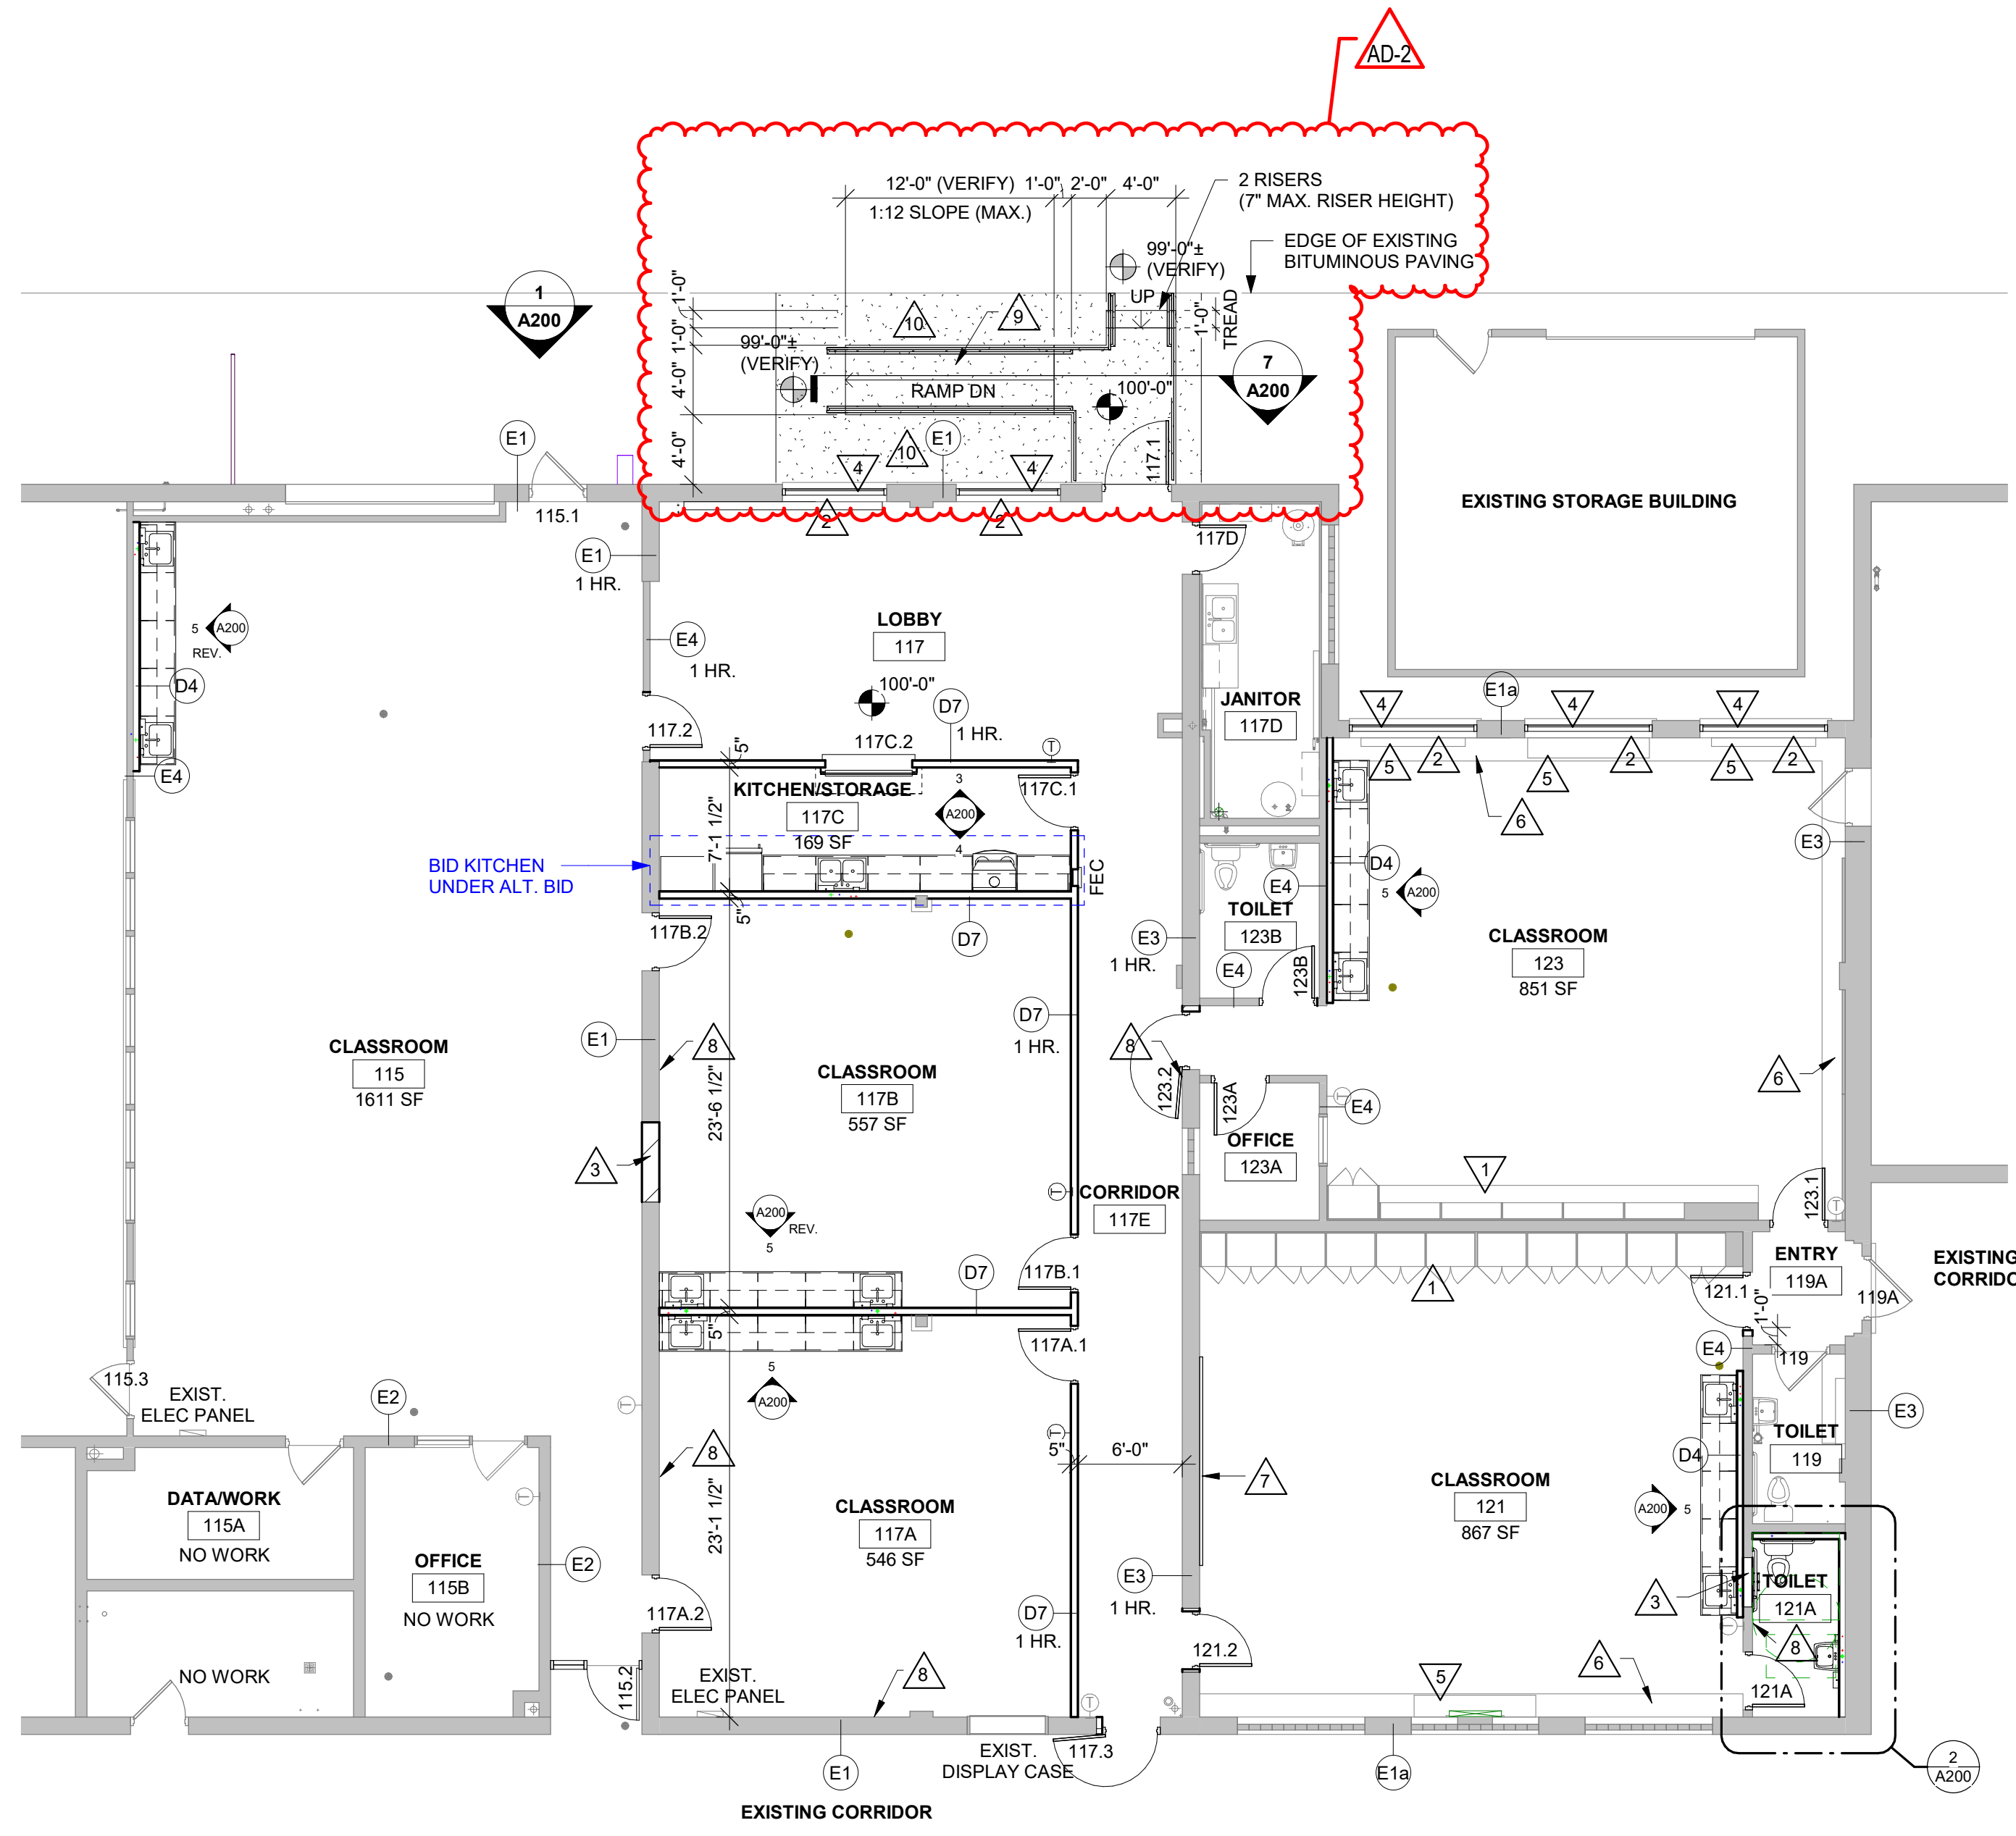 AD-2
12'-0" (VERIFY)
1'-0"
2'-0"
4'-0"
1:12 SLOPE (MAX.)
2 RISERS
(7" MAX. RISER HEIGHT)
EDGE OF EXISTING
BITUMINOUS PAVING
99'-0"±
(VERIFY)
UP
1'-0"
TREAD
1
A200
1'-0"
1'-0"
4'-0"
4'-0"
99'-0"±
(VERIFY)
10
9
RAMP DN
100'-0"
7
A200
10
E1
4
4
117.1
2
2
E1
115.1
E1
1 HR.
117D
EXISTING STORAGE BUILDING
5
A200
REV.
D4
E4
E4
1 HR.
LOBBY
117
100'-0"
117.2
5"
117C.2
D7
1 HR.
T
JANITOR
117D
E1a
4
4
4
5
2
5
2
5
2
6
KITCHEN/STORAGE
117C
169 SF
7'-1 1/2"
3
A200
4
117C.1
FEC
BID KITCHEN
UNDER ALT. BID
5"
117B.2
D7
E3
1 HR.
E4
TOILET
123B
E4
123B
D4
5
A200
E3
CLASSROOM
123
851 SF
E1
8
D7
1 HR.
8
123.2
123A
E4
T
6
CLASSROOM
115
1611 SF
CLASSROOM
117B
557 SF
23'-6 1/2"
3
OFFICE
123A
T
CORRIDOR
117E
1
123.1
T
A200
REV.
5
D7
117B.1
1
121.1
ENTRY
119A
119A
EXISTING
1'-0"
5"
117A.1
5
A200
E4
119
115.3
EXIST.
ELEC PANEL
E2
T
8
T
5"
6'-0"
7
E3
TOILET
119
D4
CLASSROOM
121
867 SF
A200
5
DATA/WORK
115A
NO WORK
T
OFFICE
115B
NO WORK
E2
NO WORK
23'-1 1/2"
CLASSROOM
117A
546 SF
E3
1 HR.
D7
1 HR.
117A.2
3
T
TOILET
121A
8
121A
121.2
115.2
EXIST.
ELEC PANEL
8
T
5
6
EXIST.
DISPLAY CASE
117.3
E1
E1a
2
A200
EXISTING CORRIDOR